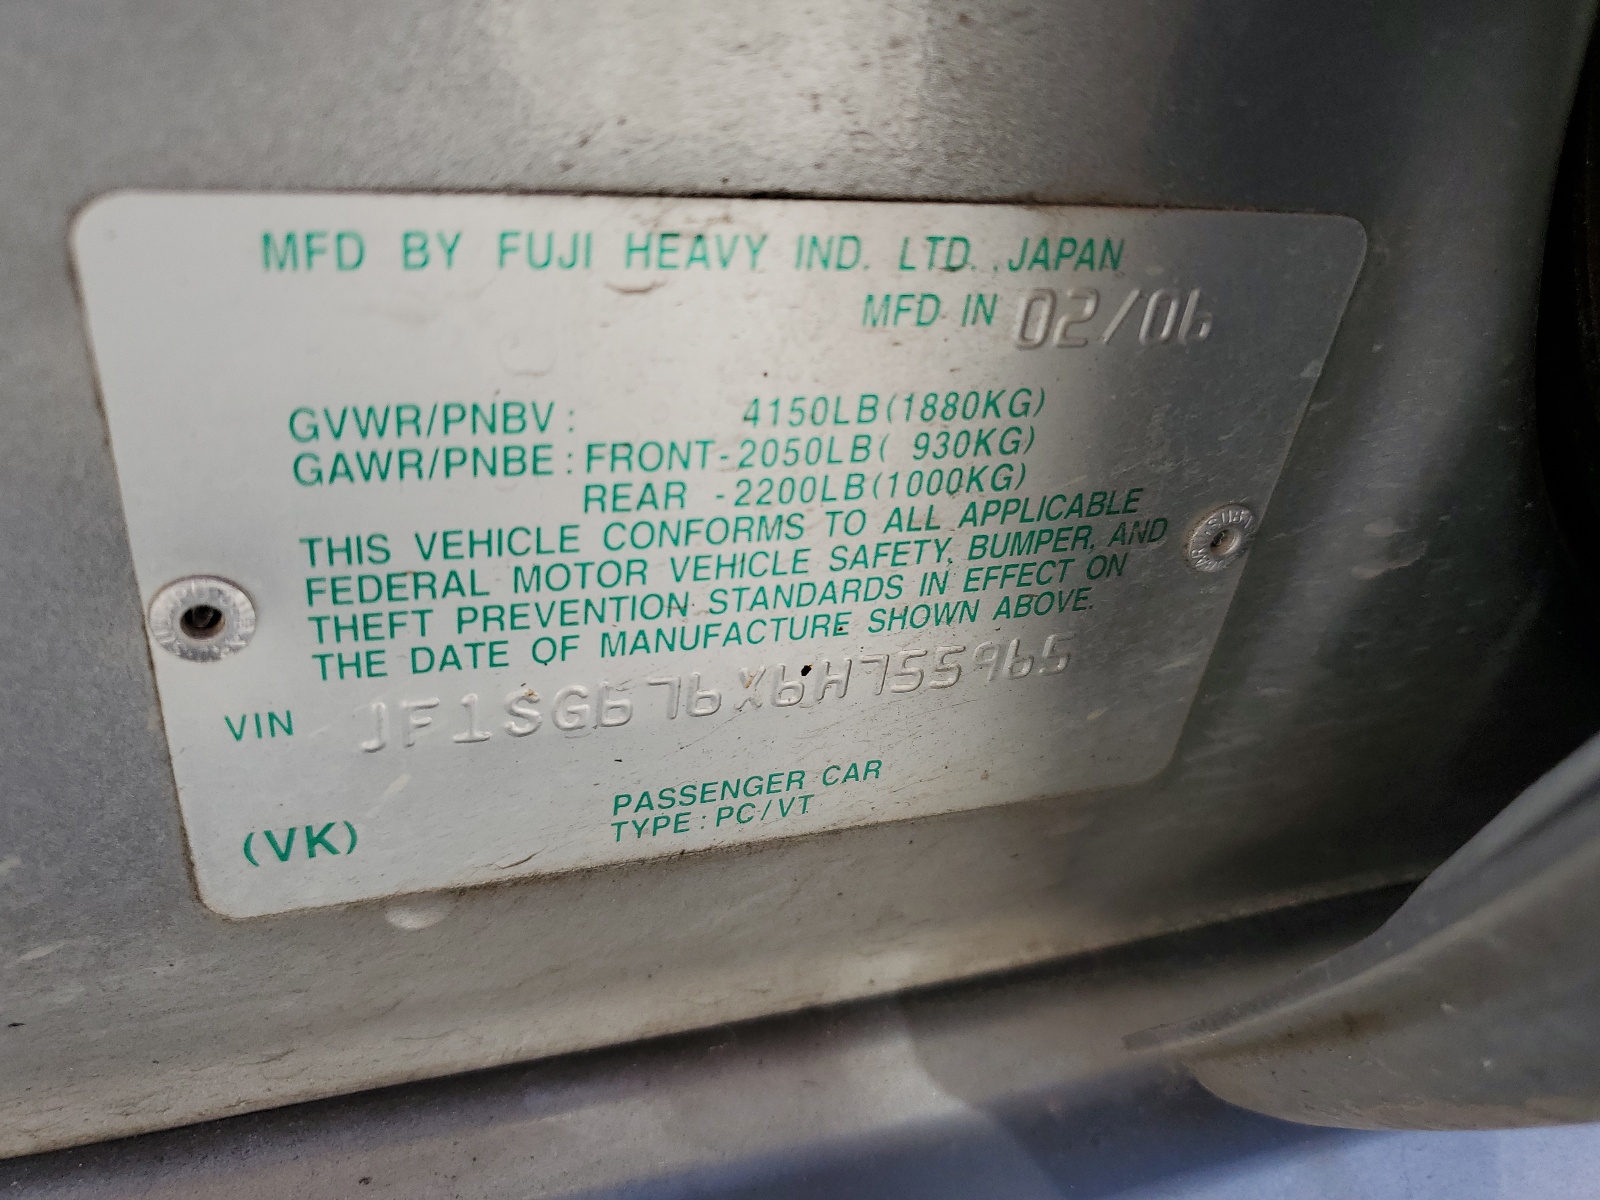 MFD BY FUJI HEAVY IND. LTD., JAPAN
MFD IN 02/06
GVWR/PNBV: 4150LB(1880KG)
GAWR/PNBE: FRONT-2050LB( 930KG)
REAR -2200LB(1000KG)
THIS VEHICLE CONFORMS TO ALL APPLICABLE
FEDERAL MOTOR VEHICLE SAFETY, BUMPER, AND
THEFT PREVENTION STANDARDS IN EFFECT ON
THE DATE OF MANUFACTURE SHOWN ABOVE.
VIN JF1SG676X6H755965
PASSENGER CAR
(VK) TYPE: PC/VT